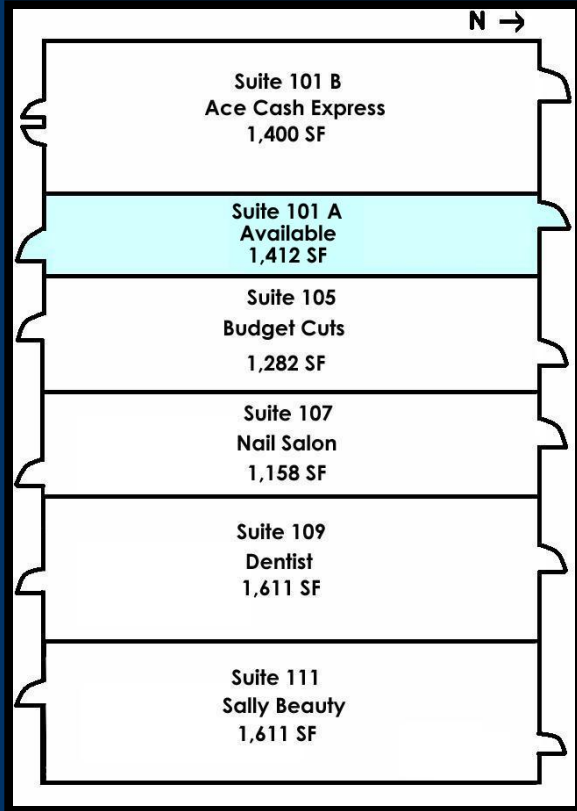 N →
Suite 101 B
Ace Cash Express
1,400 SF
Suite 101 A
Available
1,412 SF
Suite 105
Budget Cuts
1,282 SF
Suite 107
Nail Salon
1,158 SF
Suite 109
Dentist
1,611 SF
Suite 111
Sally Beauty
1,611 SF